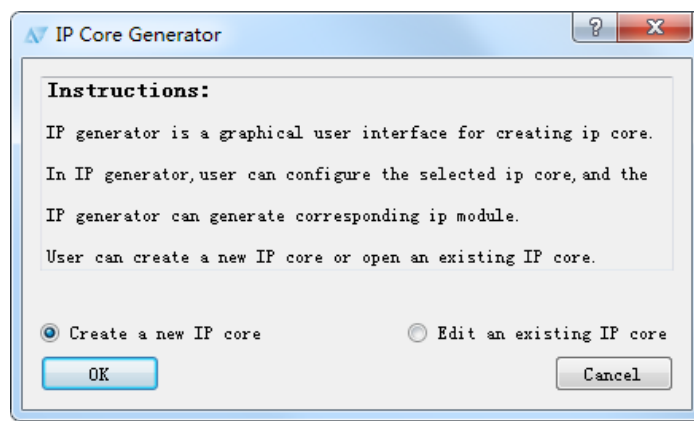 IP Core Generator
Instructions:
IP generator is a graphical user interface for creating ip core.
In IP generator, user can configure the selected ip core, and the
IP generator can generate corresponding ip module.
User can create a new IP core or open an existing IP core.
Create a new IP core
Edit an existing IP core
OK
Cancel